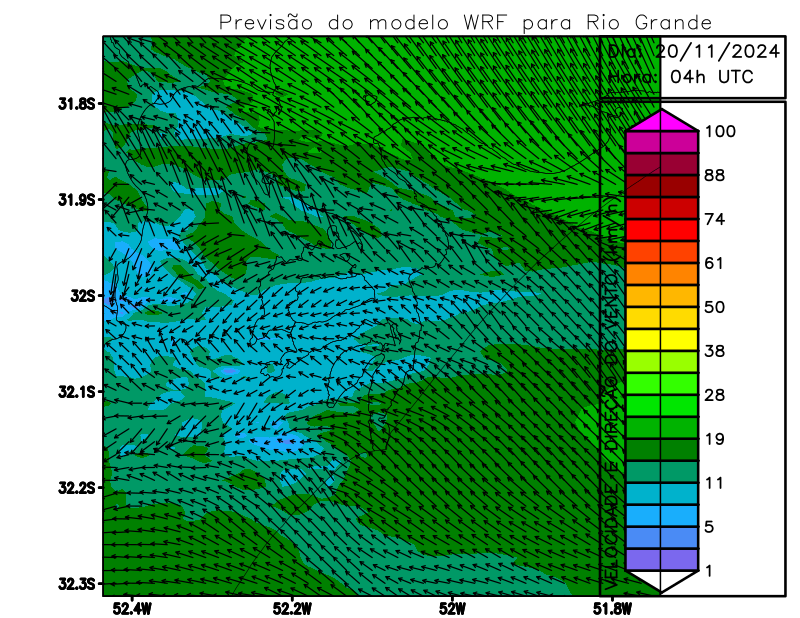 Previsão do modelo WRF para Rio Grande
Dia: 20/11/2024
Hora: 04h UTC
31.8S
31.9S
32S
32.1S
32.2S
32.3S
52.4W
52.2W
52W
51.8W
VELOCIDADE E DIREÇÃO DO VENTO
100
88
74
61
50
38
28
19
11
5
1